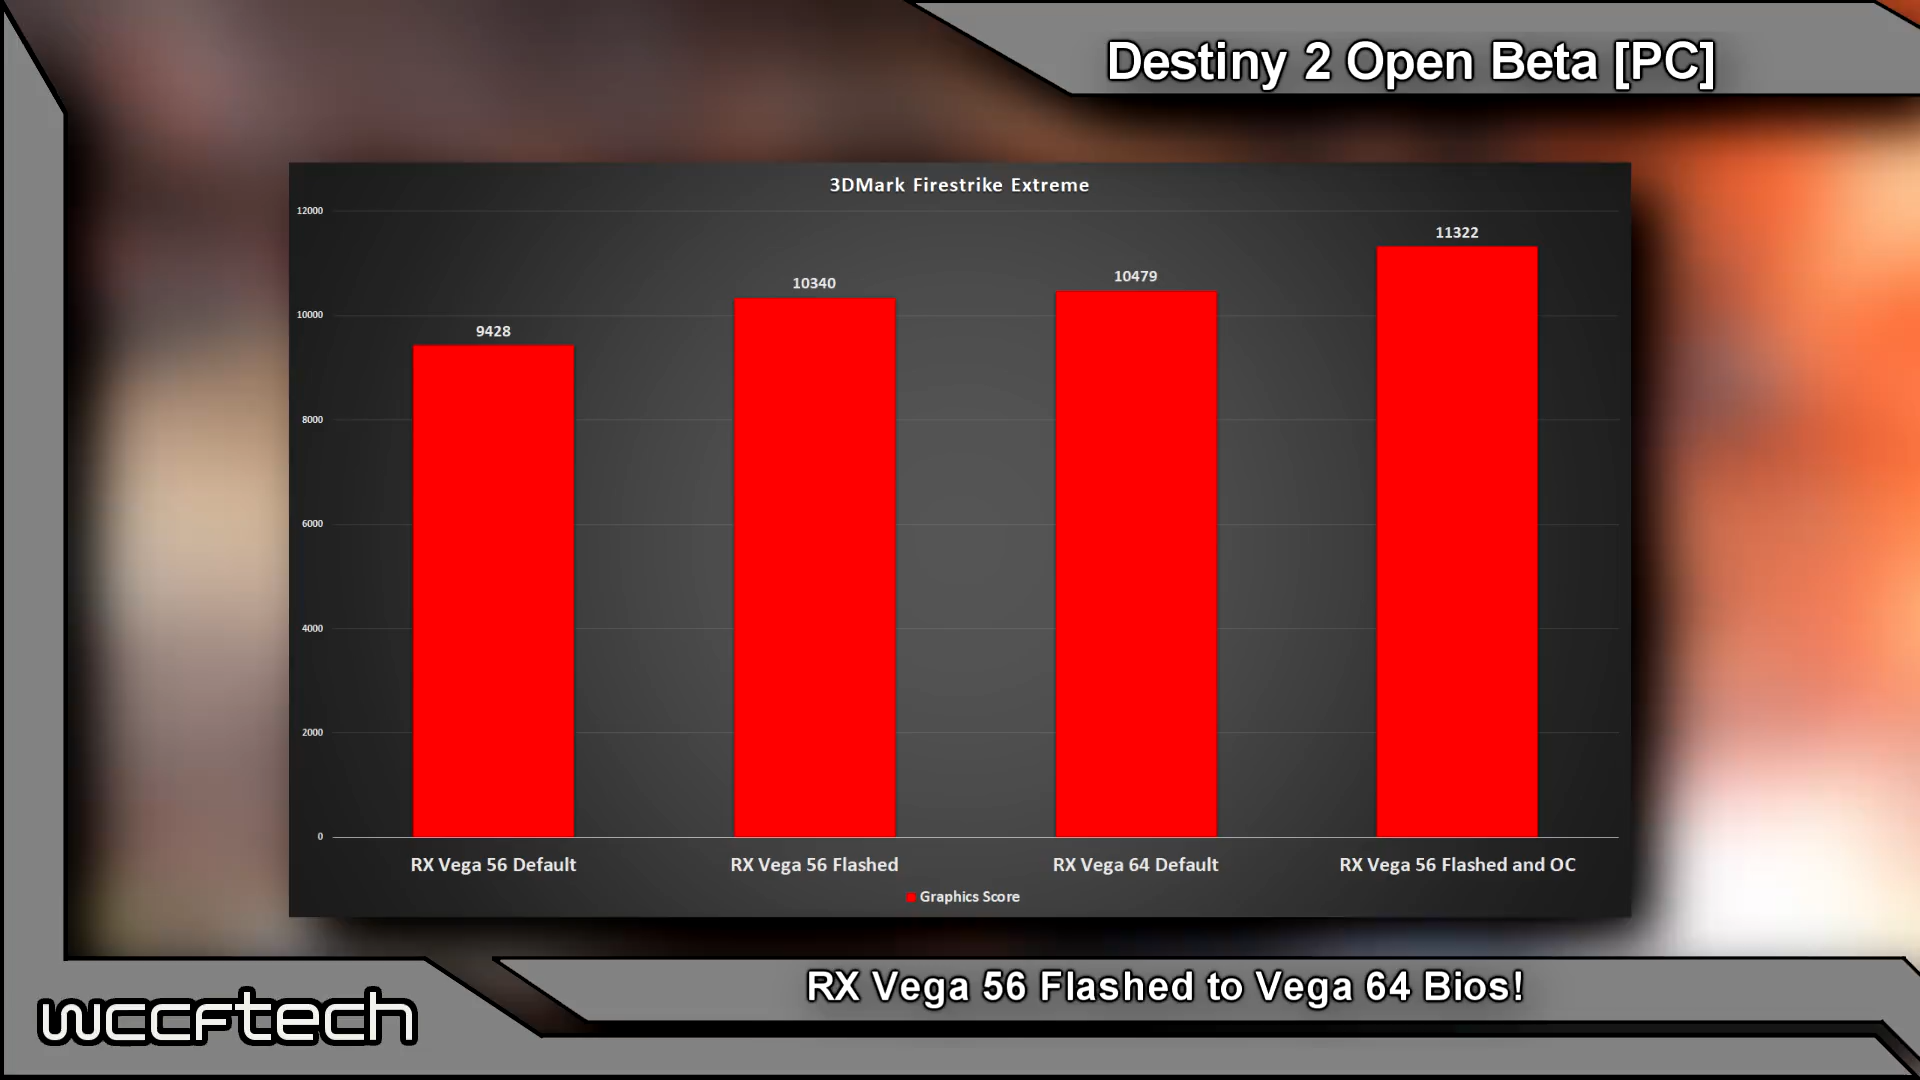 Destiny 2 Open Beta [PC]
3DMark Firestrike Extreme
12000
10000
8000
6000
4000
2000
0
9428
10340
10479
11322
RX Vega 56 Default
RX Vega 56 Flashed
RX Vega 64 Default
RX Vega 56 Flashed and OC
Graphics Score
RX Vega 56 Flashed to Vega 64 Bios!
wccftech